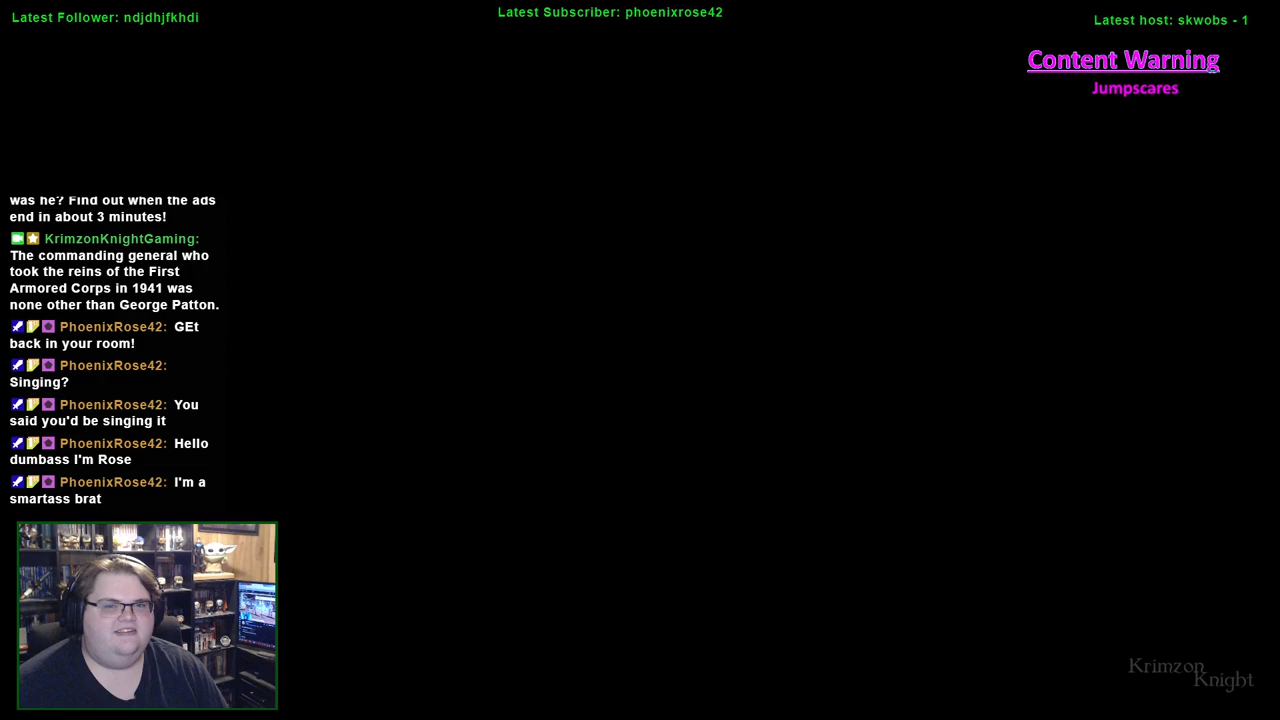 Latest Follower: ndjdhjfkhdi
Latest Subscriber: phoenixrose42
Latest host: skwobs - 1
Content Warning
Jumpscares
was he? Find out when the ads
end in about 3 minutes!
KrimzonKnightGaming:
The commanding general who
took the reins of the First
Armored Corps in 1941 was
none other than George Patton.
PhoenixRose42: GEt
back in your room!
PhoenixRose42:
Singing?
PhoenixRose42: You
said you'd be singing it
PhoenixRose42: Hello
dumbass I'm Rose
PhoenixRose42: I'm a
smartass brat
Krimzon
Knight